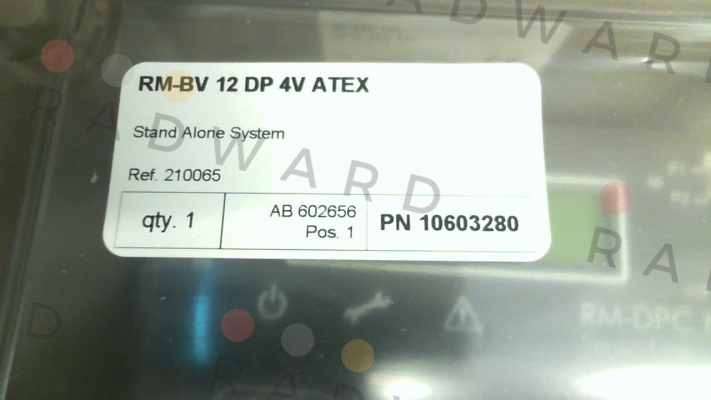 RM-BV 12 DP 4V ATEX
Stand Alone System
Ref. 210065
qty. 1
AB 602656
Pos. 1
PN 10603280
RM-DPC
RADWARD
RADWARD
RADWARD